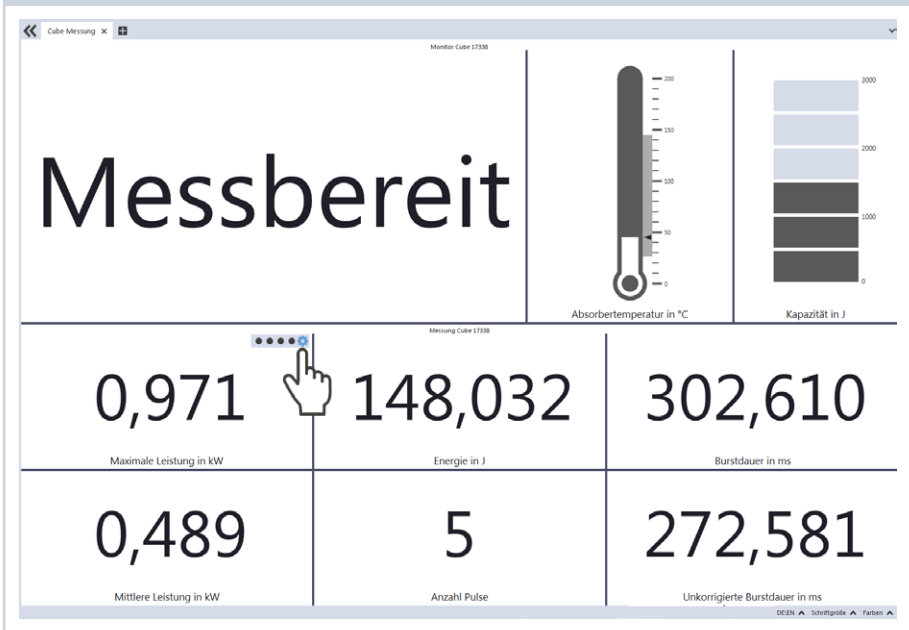 Cube Messung
Monitor Cube 17338
Messbereit
200
150
100
50
0
Absorbertemperatur in °C
3000
2000
1000
0
Kapazität in J
Messung Cube 17338
0,971
Maximale Leistung in kW
148,032
Energie in J
302,610
Burstdauer in ms
0,489
Mittlere Leistung in kW
5
Anzahl Pulse
272,581
Unkorrigierte Burstdauer in ms
DE\EN Schriftgröße Farben